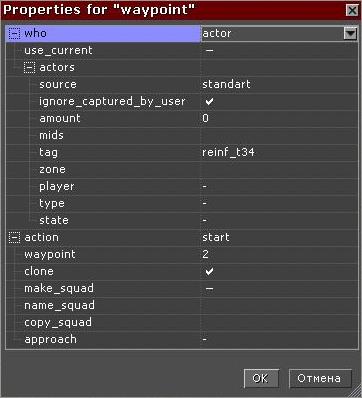 Properties for "waypoint"
who actor
use_current —
actors
source standart
ignore_captured_by_user ✔
amount 0
mids
tag reinf_t34
zone
player -
type -
state -
action start
waypoint 2
clone ✔
make_squad —
name_squad
copy_squad
approach -
OK Отмена